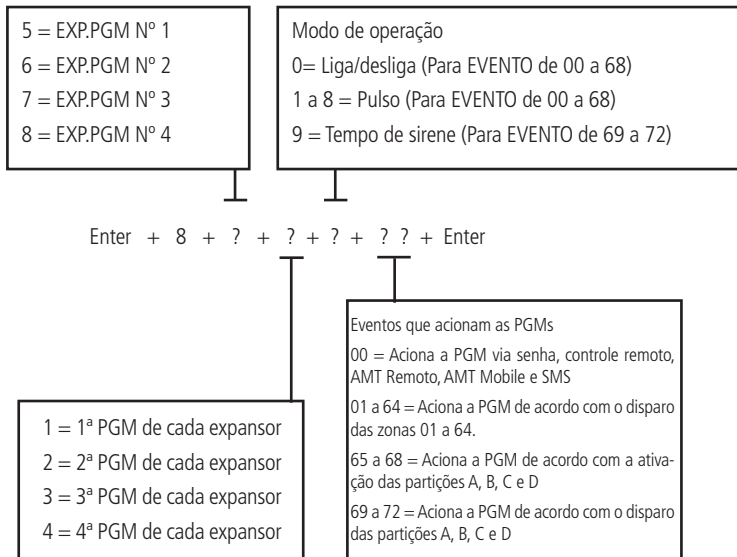 5 = EXP.PGM Nº 1
6 = EXP.PGM Nº 2
7 = EXP.PGM Nº 3
8 = EXP.PGM Nº 4
Modo de operação
0= Liga/desliga (Para EVENTO de 00 a 68)
1 a 8 = Pulso (Para EVENTO de 00 a 68)
9 = Tempo de sirene (Para EVENTO de 69 a 72)
Enter + 8 + ? + ? + ? + ? ? + Enter
1 = 1ª PGM de cada expansor
2 = 2ª PGM de cada expansor
3 = 3ª PGM de cada expansor
4 = 4ª PGM de cada expansor
Eventos que acionam as PGMs
00 = Aciona a PGM via senha, controle remoto,
AMT Remoto, AMT Mobile e SMS
01 a 64 = Aciona a PGM de acordo com o disparo
das zonas 01 a 64.
65 a 68 = Aciona a PGM de acordo com a ativa-
ção das partições A, B, C e D
69 a 72 = Aciona a PGM de acordo com o disparo
das partições A, B, C e D